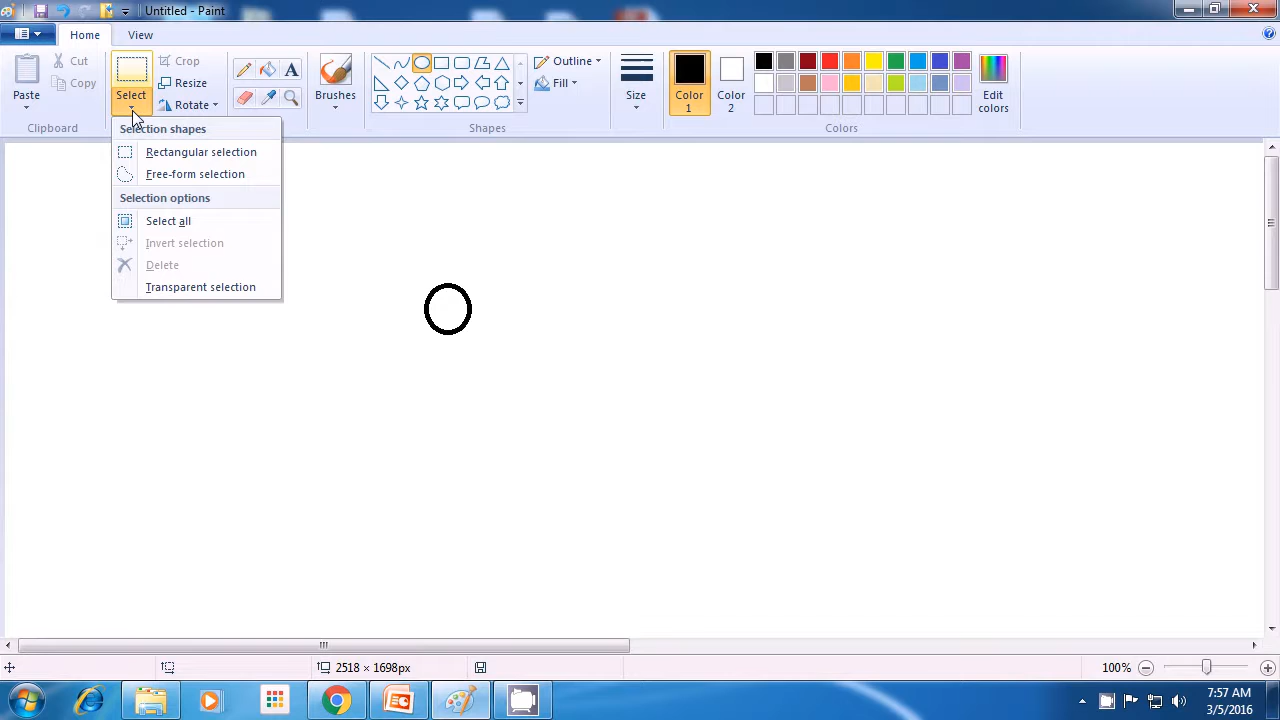 Untitled - Paint
Home View
Paste
Cut
Copy
Clipboard
Select
Crop
Resize
Rotate
Selection shapes
Rectangular selection
Free-form selection
Selection options
Select all
Invert selection
Delete
Transparent selection
A
Brushes
Outline
Fill
Shapes
Size
Color
1
Color
2
Edit
colors
Colors
2518 × 1698px
100%
7:57 AM
3/5/2016